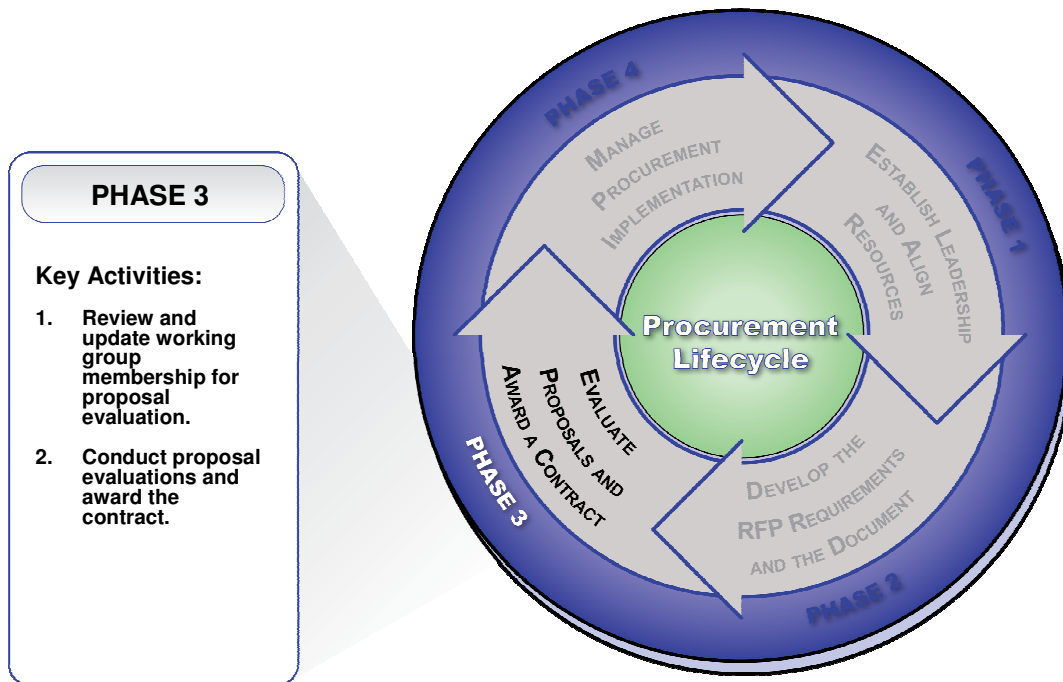 PHASE 3
Key Activities:
1. Review and
update working
group
membership for
proposal
evaluation.
2. Conduct proposal
evaluations and
award the
contract.
PHASE 4
MANAGE
PROCUREMENT
IMPLEMENTATION
PHASE 1
ESTABLISH LEADERSHIP
AND ALIGN
RESOURCES
Procurement
Lifecycle
EVALUATE
PROPOSALS AND
AWARD A CONTRACT
PHASE 3
DEVELOP THE
RFP REQUIREMENTS
AND THE DOCUMENT
PHASE 2